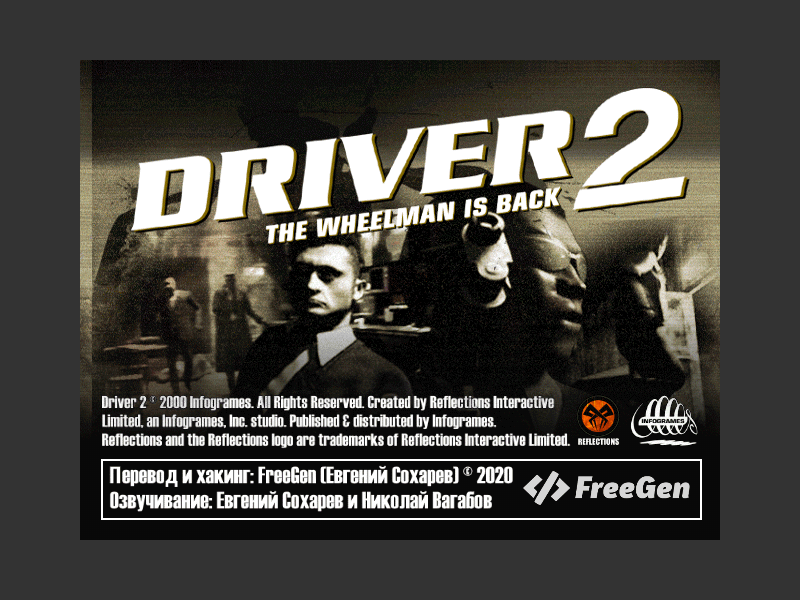 DRIVER 2
THE WHEELMAN IS BACK
Driver 2 © 2000 Infogrames. All Rights Reserved. Created by Reflections Interactive
Limited, an Infogrames, Inc. studio. Published & distributed by Infogrames.
Reflections and the Reflections logo are trademarks of Reflections Interactive Limited.
REFLECTIONS
INFOGRAMES
Перевод и хакинг: FreeGen (Евгений Сохарев) © 2020
Озвучивание: Евгений Сохарев и Николай Вагабов
</> FreeGen